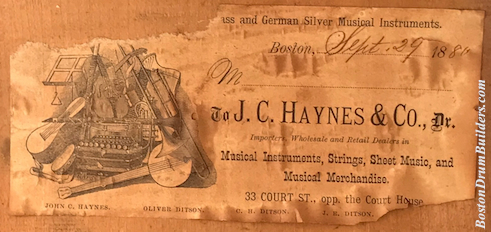 and German Silver Musical Instruments.
Boston, Sept. 29 188
M
To J. C. HAYNES & CO., Dr.
Importers, Wholesale and Retail Dealers in
Musical Instruments, Strings, Sheet Music, and
Musical Merchandise.
33 COURT ST., opp. the Court House
JOHN C. HAYNES. OLIVER DITSON. C. H. DITSON. J. E. DITSON.
BostonDrumBuilders.com